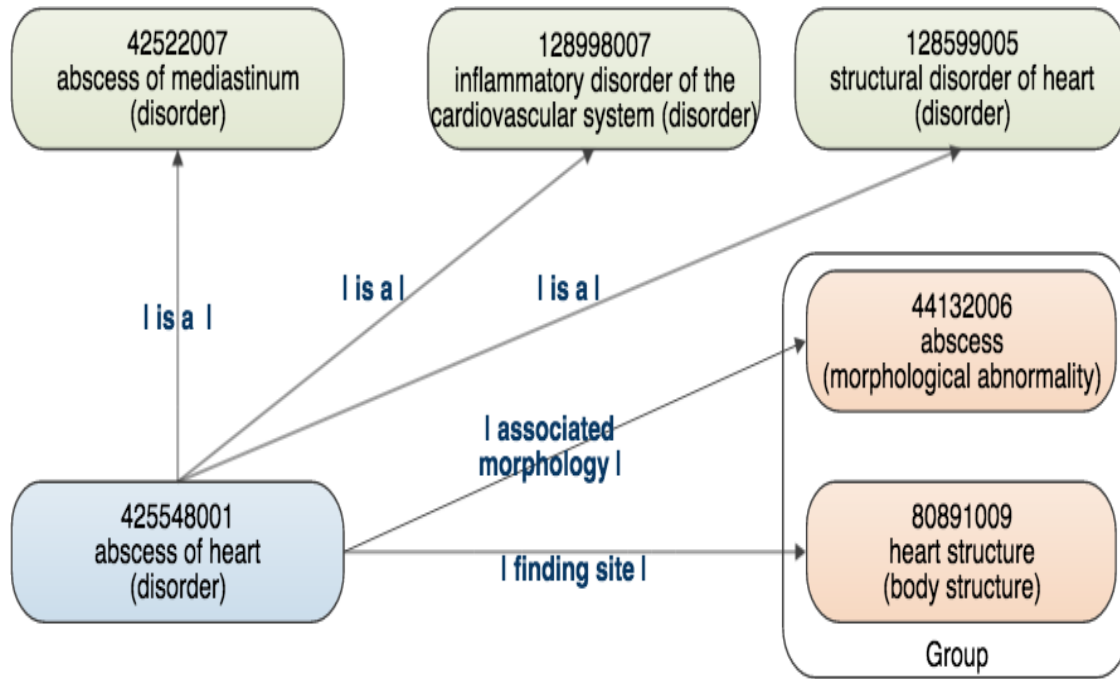 42522007
abscess of mediastinum
(disorder)
128998007
inflammatory disorder of the
cardiovascular system (disorder)
128599005
structural disorder of heart
(disorder)
| is a |
| is a |
| is a |
44132006
abscess
(morphological abnormality)
| associated
morphology |
425548001
abscess of heart
(disorder)
| finding site |
80891009
heart structure
(body structure)
Group